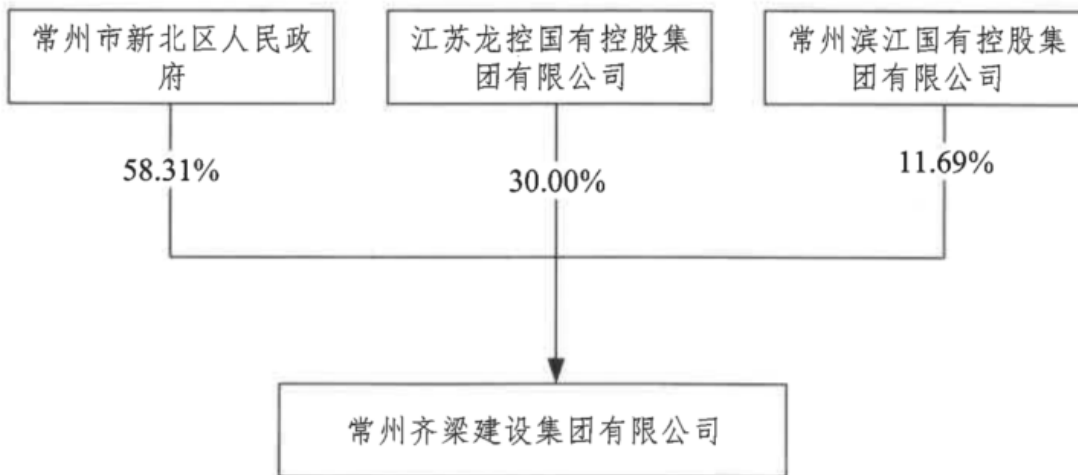 常州市新北区人民政
府
江苏龙控国有控股集
团有限公司
常州滨江国有控股集
团有限公司
58.31%
30.00%
11.69%
常州齐梁建设集团有限公司